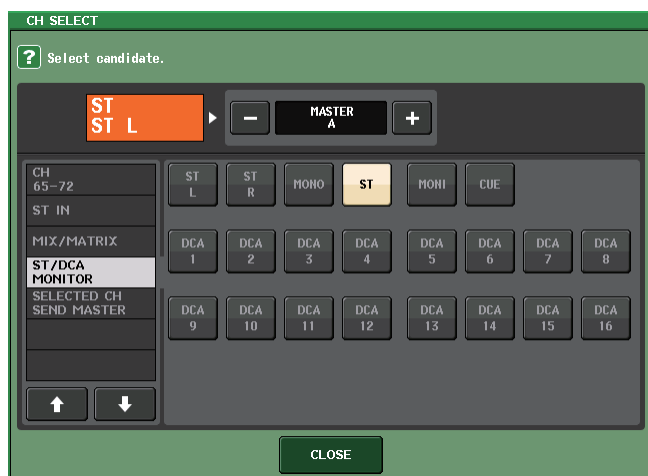 CH SELECT
? Select candidate.
ST
ST L
− MASTER +
A
CH
65-72
ST IN
MIX/MATRIX
ST/DCA
MONITOR
SELECTED CH
SEND MASTER
ST
L
ST
R
MONO
ST
MONI
CUE
DCA
1
DCA
2
DCA
3
DCA
4
DCA
5
DCA
6
DCA
7
DCA
8
DCA
9
DCA
10
DCA
11
DCA
12
DCA
13
DCA
14
DCA
15
DCA
16
CLOSE